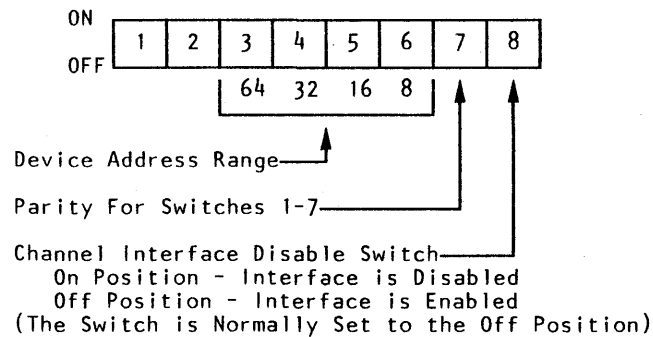 ON
1 2 3 4 5 6 7 8
OFF
64 32 16 8
Device Address Range
Parity For Switches 1-7
Channel Interface Disable Switch
On Position - Interface is Disabled
Off Position - Interface is Enabled
(The Switch is Normally Set to the Off Position)